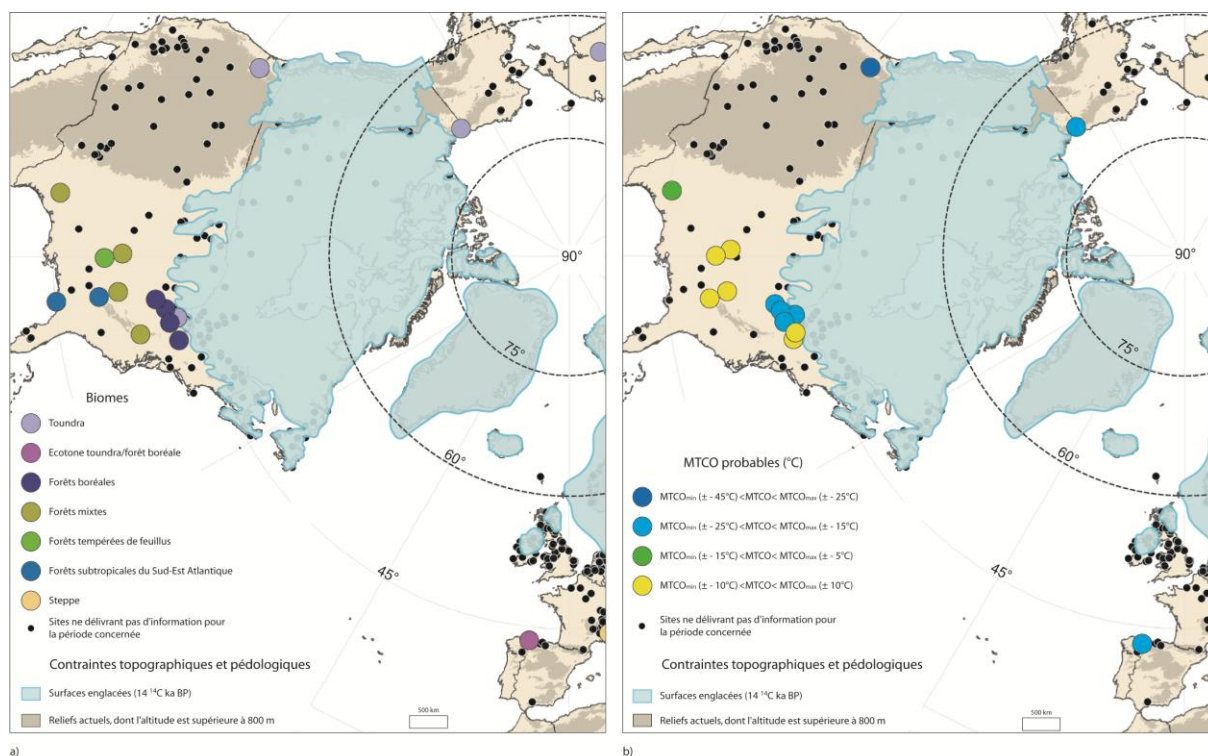 90°
75°
60°
45°
Biomes
Toundra
Ecotone toundra/forêt boréale
Forêts boréales
Forêts mixtes
Forêts tempérées de feuillus
Forêts subtropicales du Sud-Est Atlantique
Steppe
Sites ne délivrant pas d'information pour
la période concernée
Contraintes topographiques et pédologiques
Surfaces englacées (14 ¹⁴C ka BP)
Reliefs actuels, dont l'altitude est supérieure à 800 m
500 km
a)
90°
75°
60°
45°
MTCO probables (°C)
MTCOmin (± - 45°C) <MTCO< MTCOmax (± - 25°C)
MTCOmin (± - 25°C) <MTCO< MTCOmax (± - 15°C)
MTCOmin (± - 15°C) <MTCO< MTCOmax (± - 5°C)
MTCOmin (± - 10°C) <MTCO< MTCOmax (± 10°C)
Sites ne délivrant pas d'information pour
la période concernée
Contraintes topographiques et pédologiques
Surfaces englacées (14 ¹⁴C ka BP)
Reliefs actuels, dont l'altitude est supérieure à 800 m
500 km
b)